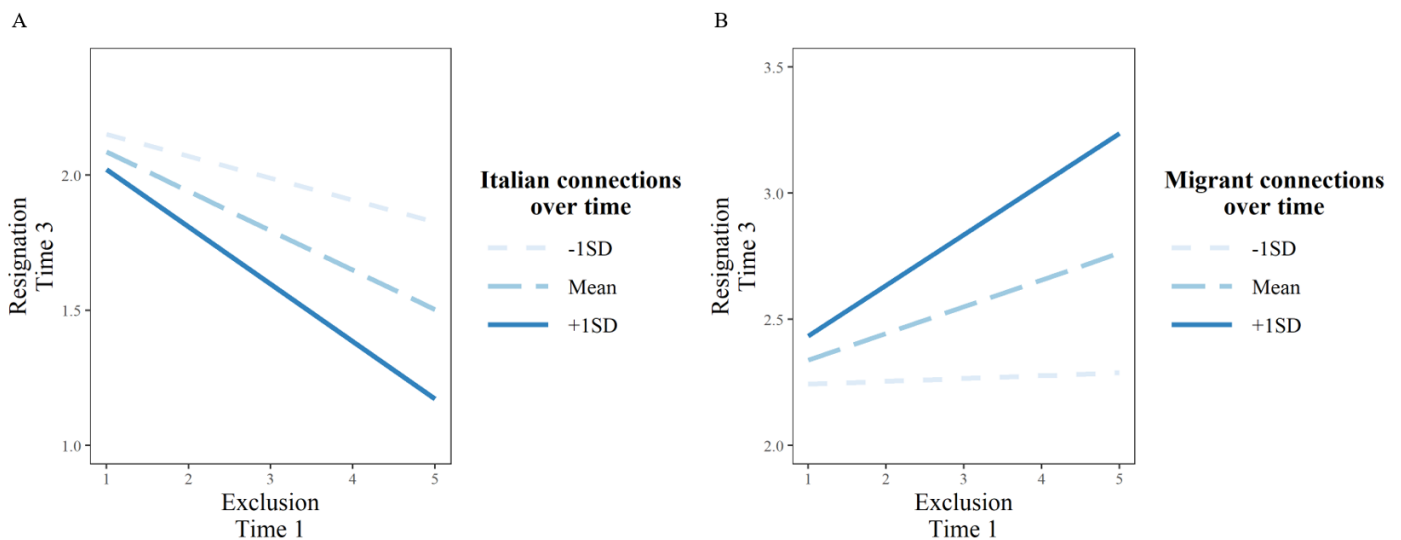 A
Resignation
Time 3
2.0
1.5
1.0
1
2
3
4
5
Exclusion
Time 1
Italian connections
over time
-1SD
Mean
+1SD
B
Resignation
Time 3
3.5
3.0
2.5
2.0
1
2
3
4
5
Exclusion
Time 1
Migrant connections
over time
-1SD
Mean
+1SD